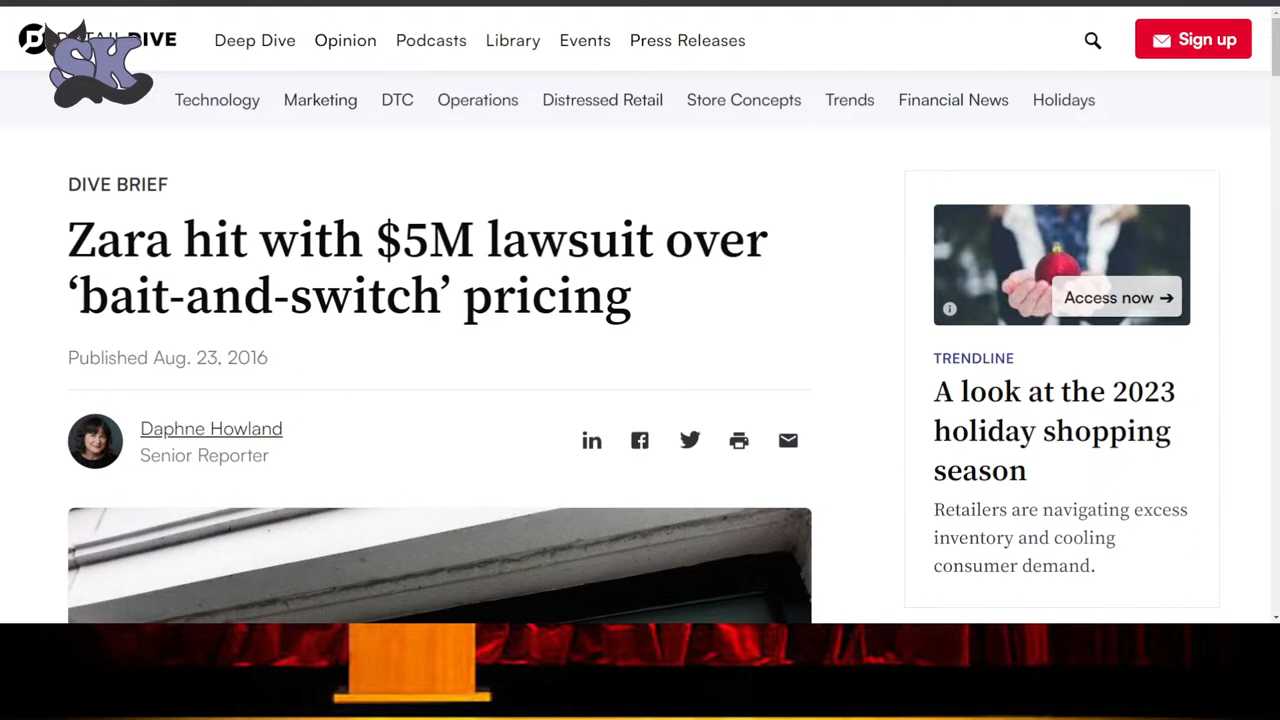 DIVE
Deep Dive
Opinion
Podcasts
Library
Events
Press Releases
Sign up
SK
Technology
Marketing
DTC
Operations
Distressed Retail
Store Concepts
Trends
Financial News
Holidays
DIVE BRIEF
Zara hit with $5M lawsuit over
‘bait-and-switch’ pricing
Published Aug. 23, 2016
Daphne Howland
Senior Reporter
Access now →
TRENDLINE
A look at the 2023
holiday shopping
season
Retailers are navigating excess
inventory and cooling
consumer demand.